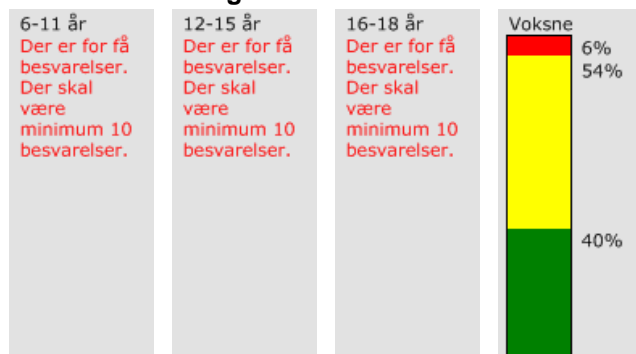 6-11 år
Der er for få
besvarelser.
Der skal
være
minimum 10
besvarelser.
12-15 år
Der er for få
besvarelser.
Der skal
være
minimum 10
besvarelser.
16-18 år
Der er for få
besvarelser.
Der skal
være
minimum 10
besvarelser.
Voksne
6%
54%
40%